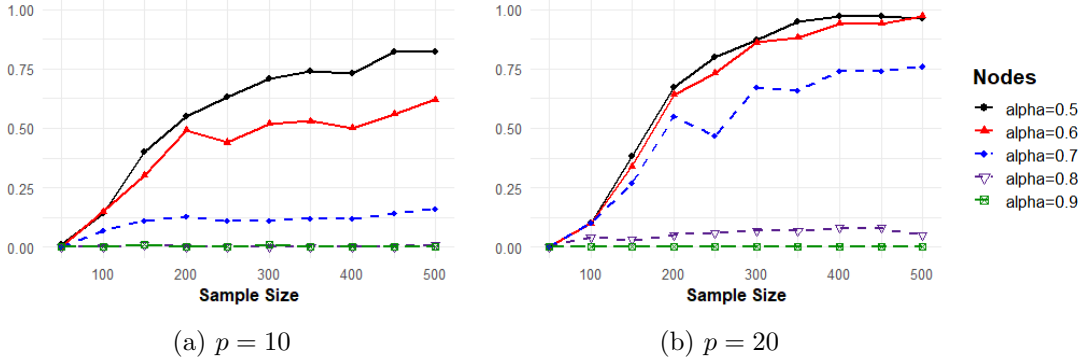 1.00
0.75
0.50
0.25
0.00
100 200 300 400 500
Sample Size
(a) p = 10
1.00
0.75
0.50
0.25
0.00
100 200 300 400 500
Sample Size
(b) p = 20
Nodes
alpha=0.5
alpha=0.6
alpha=0.7
alpha=0.8
alpha=0.9